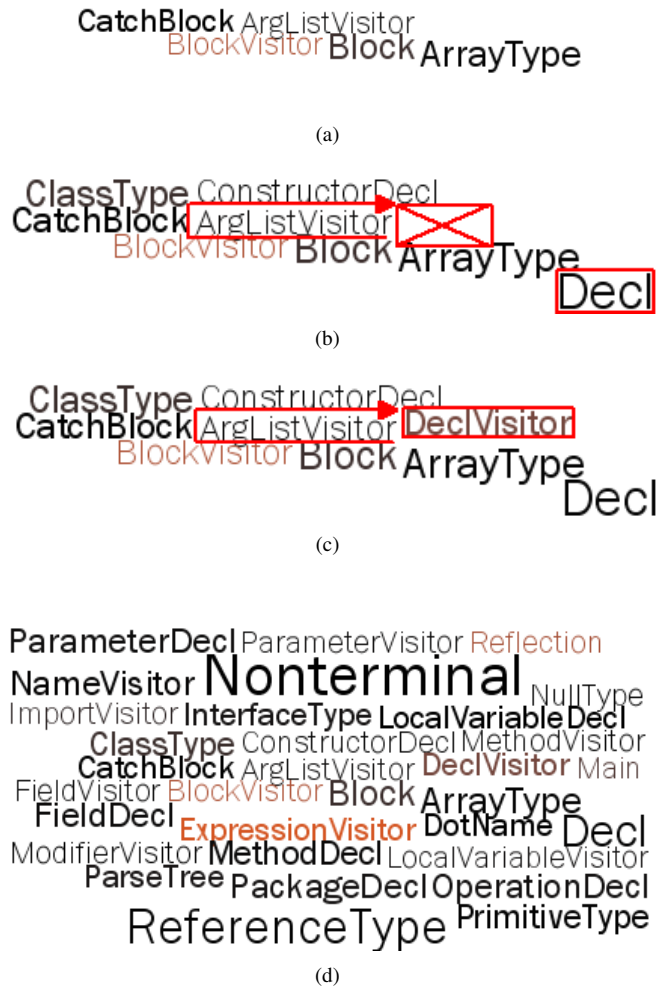 CatchBlock ArgListVisitor
BlockVisitor Block ArrayType
(a)
ClassType ConstructorDecl
CatchBlock ArgListVisitor
BlockVisitor Block ArrayType
Decl
(b)
ClassType ConstructorDecl
CatchBlock ArgListVisitor DeclVisitor
BlockVisitor Block ArrayType
Decl
(c)
ParameterDecl ParameterVisitor Reflection
NameVisitor Nonterminal NullType
ImportVisitor InterfaceType LocalVariableDecl
ClassType ConstructorDecl MethodVisitor
CatchBlock ArgListVisitor DeclVisitor Main
FieldVisitor BlockVisitor Block ArrayType
FieldDecl ExpressionVisitor DotName Decl
ModifierVisitor MethodDecl LocalVariableVisitor
ParseTree PackageDecl OperationDecl
ReferenceType PrimitiveType
(d)